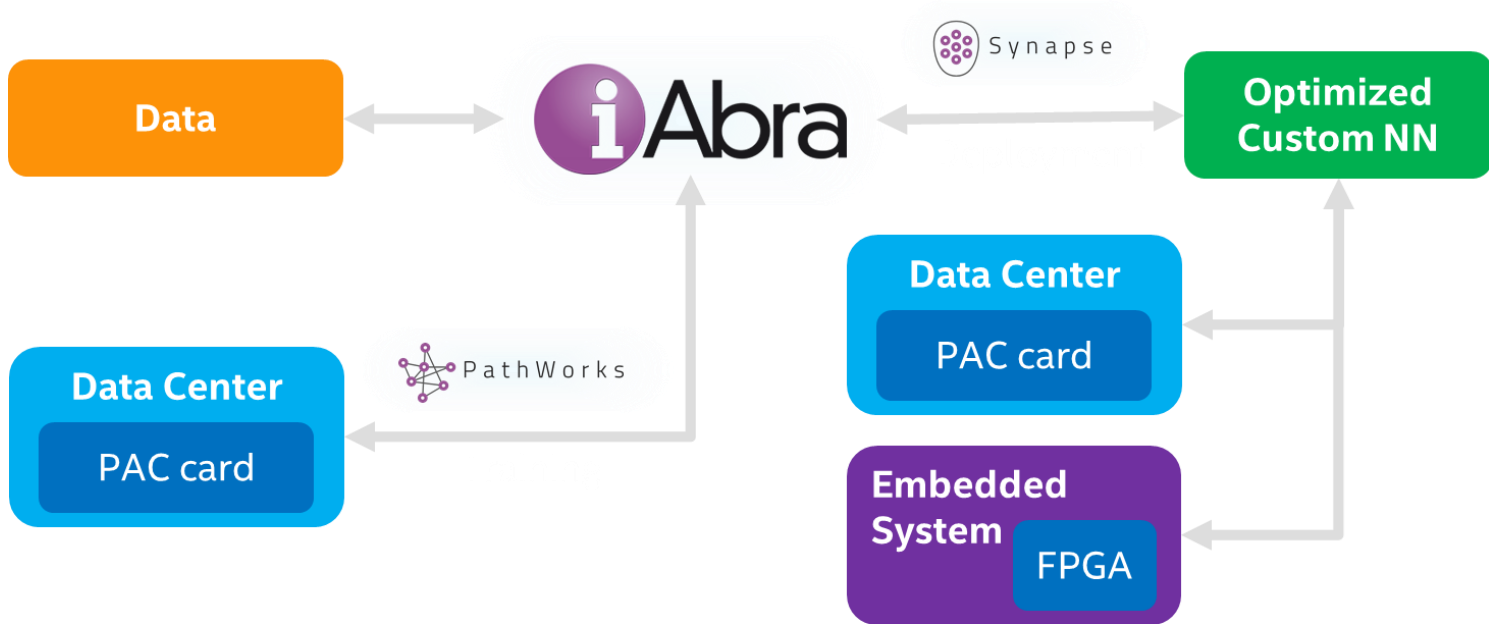 Synapse
Data
iAbra
Optimized
Custom NN
Data Center
PAC card
PathWorks
Data Center
PAC card
Embedded
System
FPGA